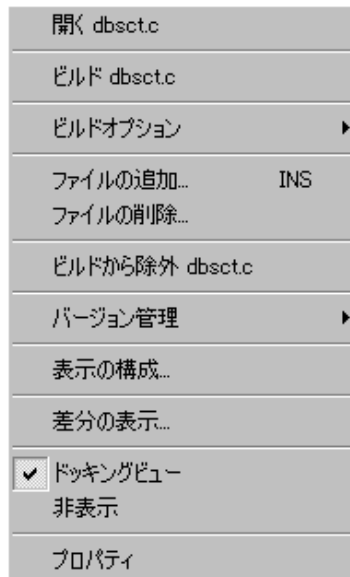 開く dbsct.c
ビルド dbsct.c
ビルドオプション
ファイルの追加... INS
ファイルの削除...
ビルドから除外 dbsct.c
バージョン管理
表示の構成...
差分の表示...
ドッキングビュー
非表示
プロパティ